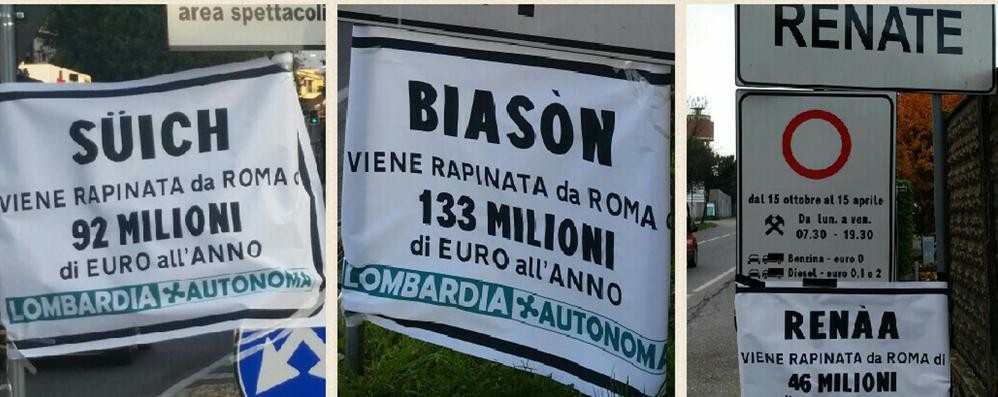 area spettacoli
SÜICH
VIENE RAPINATA da ROMA
92 MILIONI
di EURO all'ANNO
LOMBARDIA AUTONOMA
BIASÒN
VIENE RAPINATA da ROMA
133 MILIONI
di EURO all'ANNO
LOMBARDIA AUTONOMA
RENATE
dal 15 ottobre al 15 aprile
Da lun. a ven.
07.30 - 19.30
Benzina - euro 0
Diesel - euro 0,1 e 2
RENÀA
VIENE RAPINATA da ROMA di
46 MILIONI